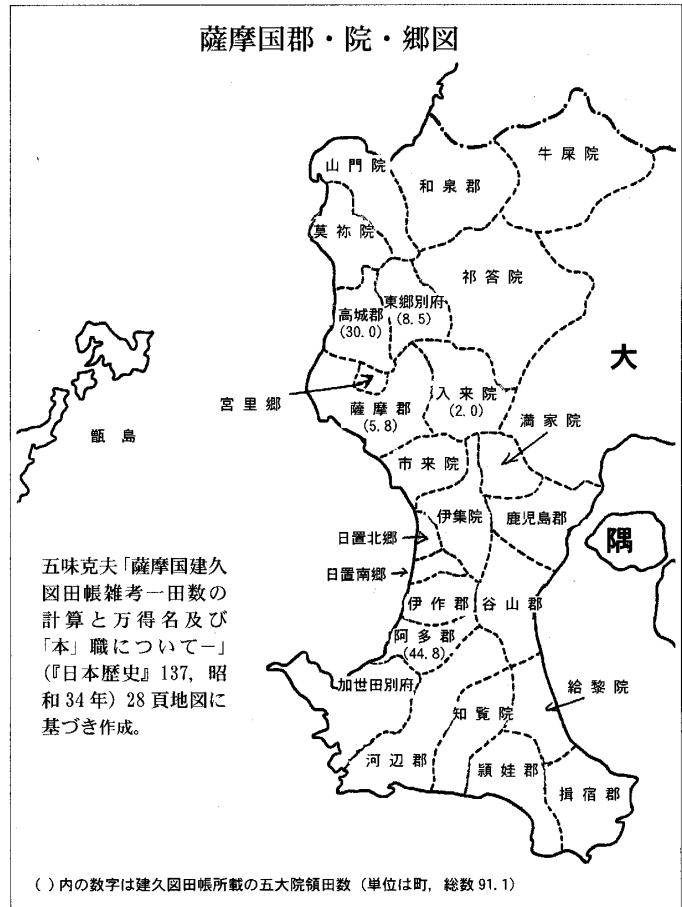 薩摩国郡・院・郷図
山門院
和泉郡
牛屎院
莫祢院
祁答院
高城郡
(30.0)
東郷別府
(8.5)
大
宮里郷
薩摩郡
(5.8)
入来院
(2.0)
満家院
甑島
市来院
伊集院
鹿児島郡
隅
日置北郷
日置南郷
伊作郡
谷山郡
阿多郡
(44.8)
加世田別府
知覧院
給黎院
河辺郡
頴娃郡
揖宿郡
五味克夫「薩摩国建久
図田帳雑考―田数の
計算と万得名及び
「本」職について―」
(『日本歴史』137, 昭
和34年) 28頁地図に
基づき作成。
( )内の数字は建久図田帳所載の五大院領田数 (単位は町, 総数91.1)